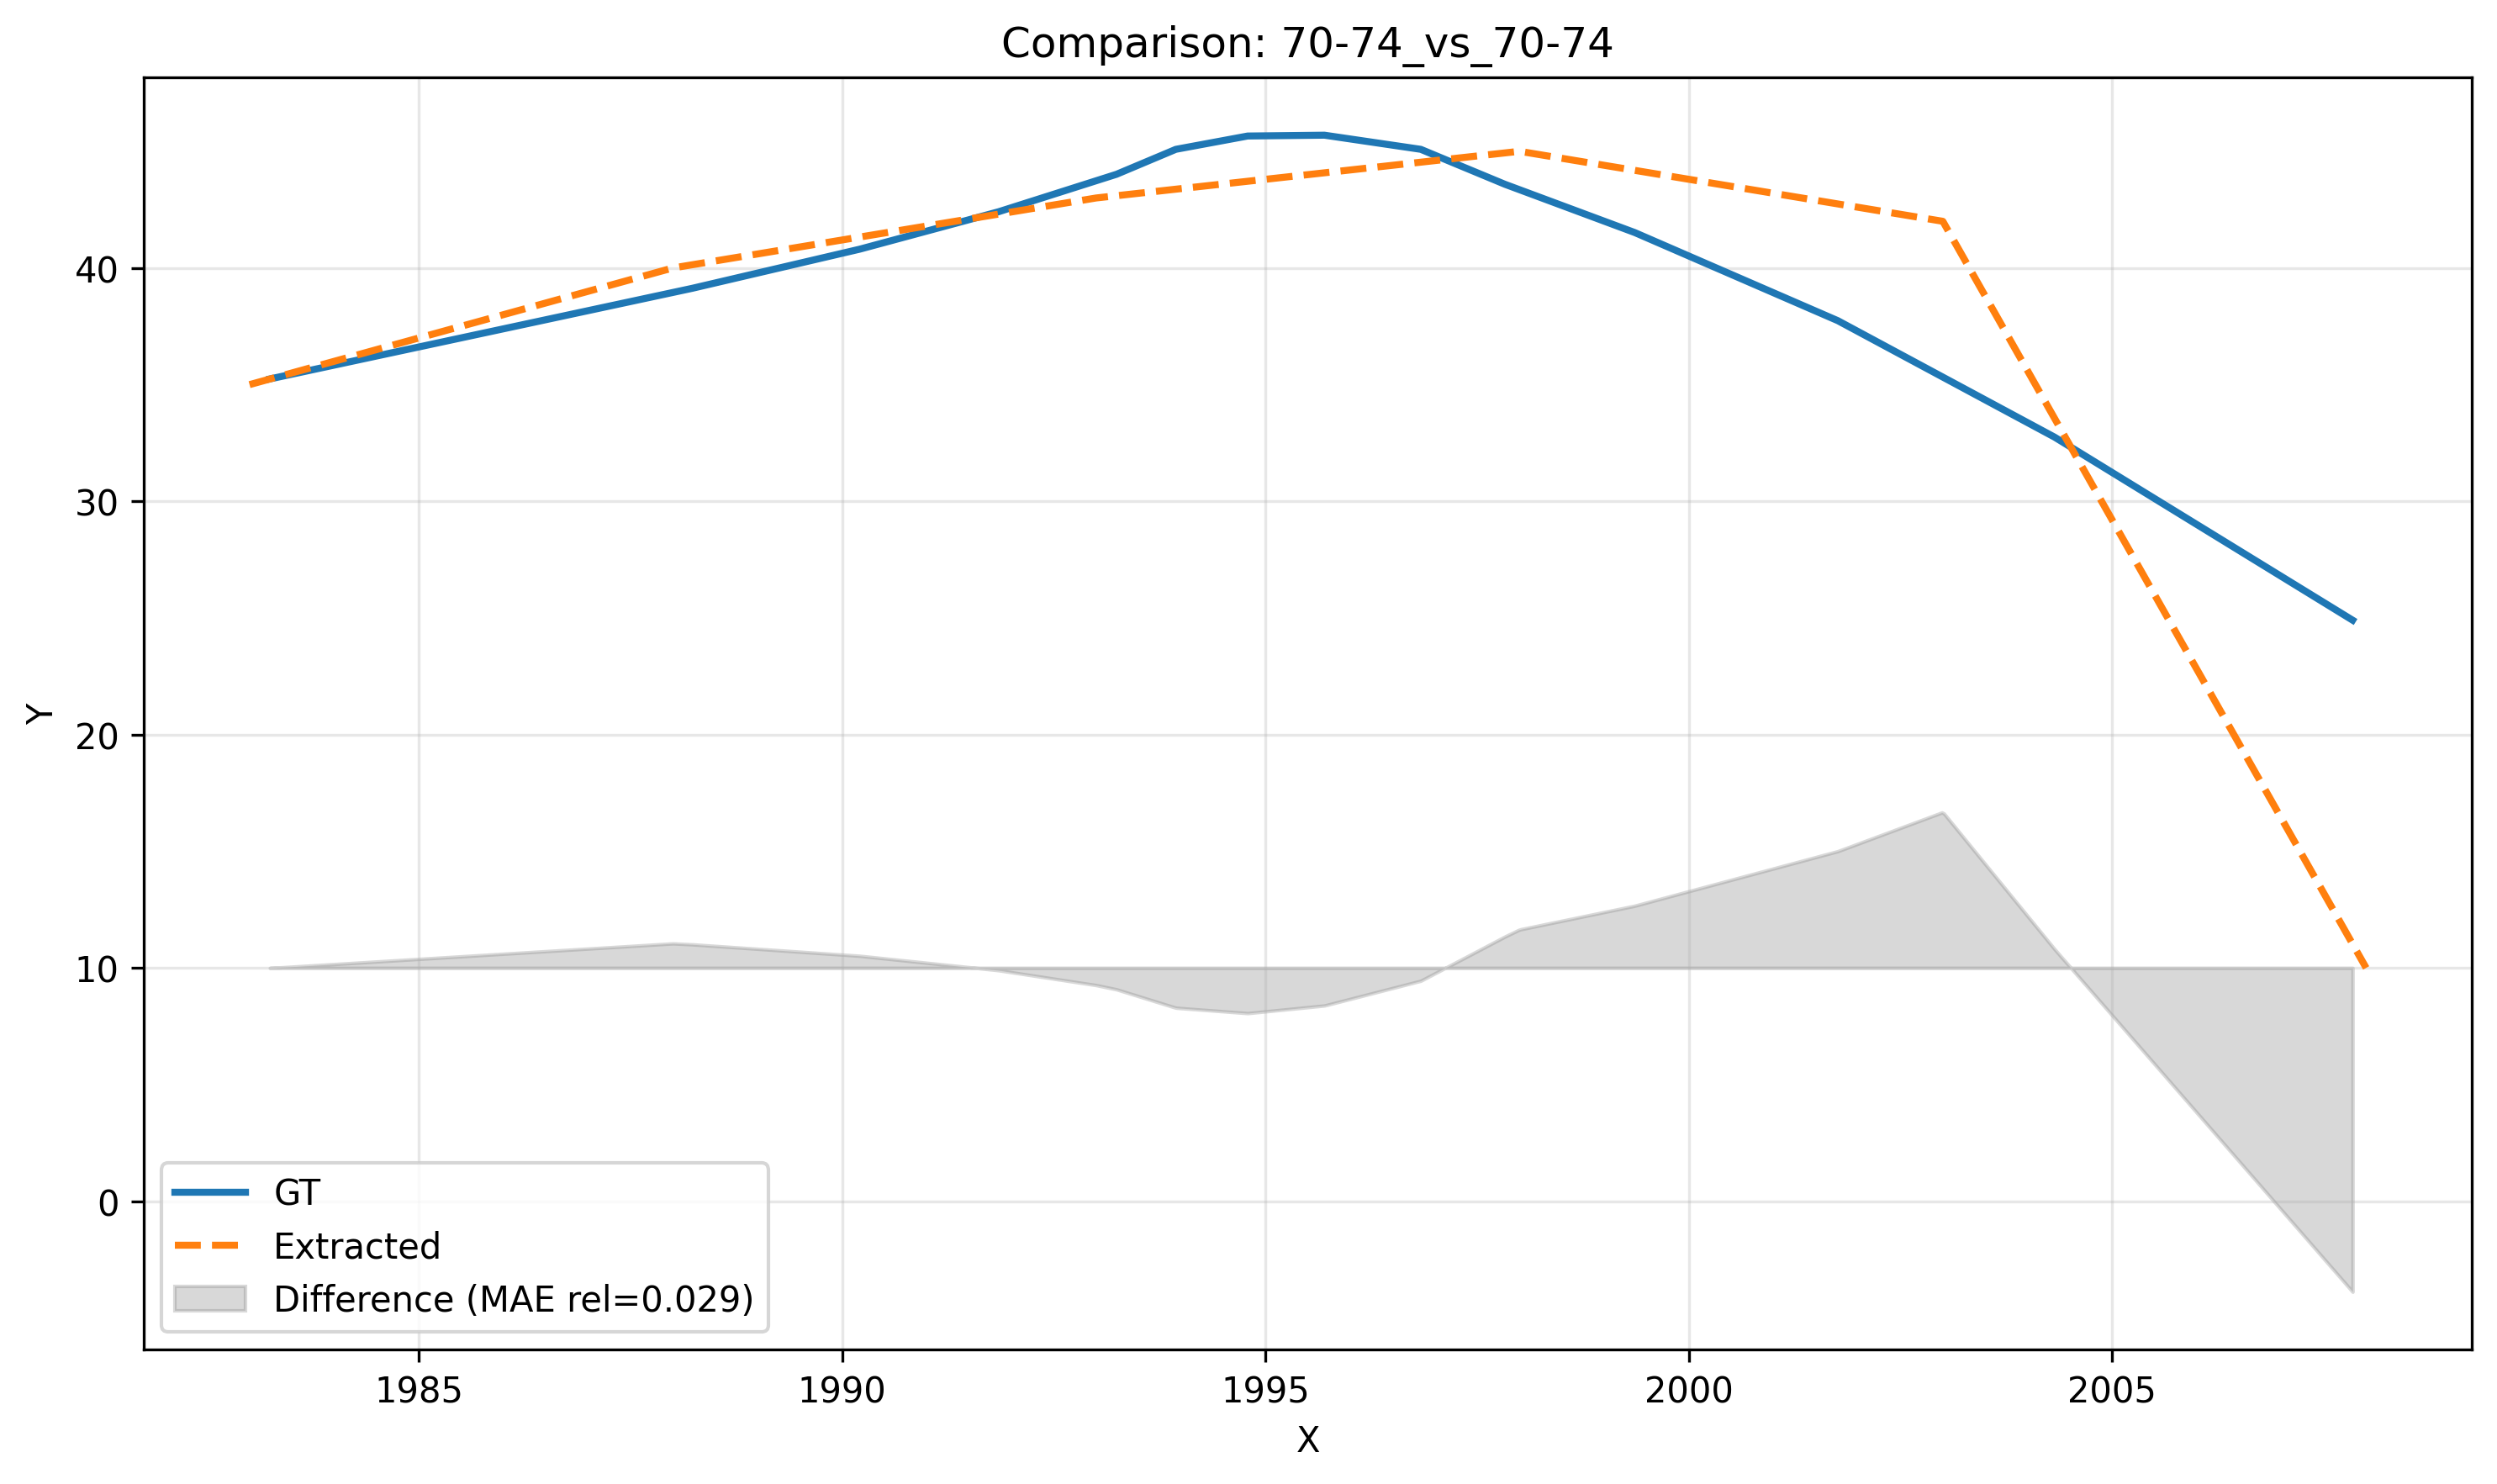 Comparison: 70-74_vs_70-74
Y
40
30
20
10
0
GT
Extracted
Difference (MAE rel=0.029)
1985
1990
1995
2000
2005
X